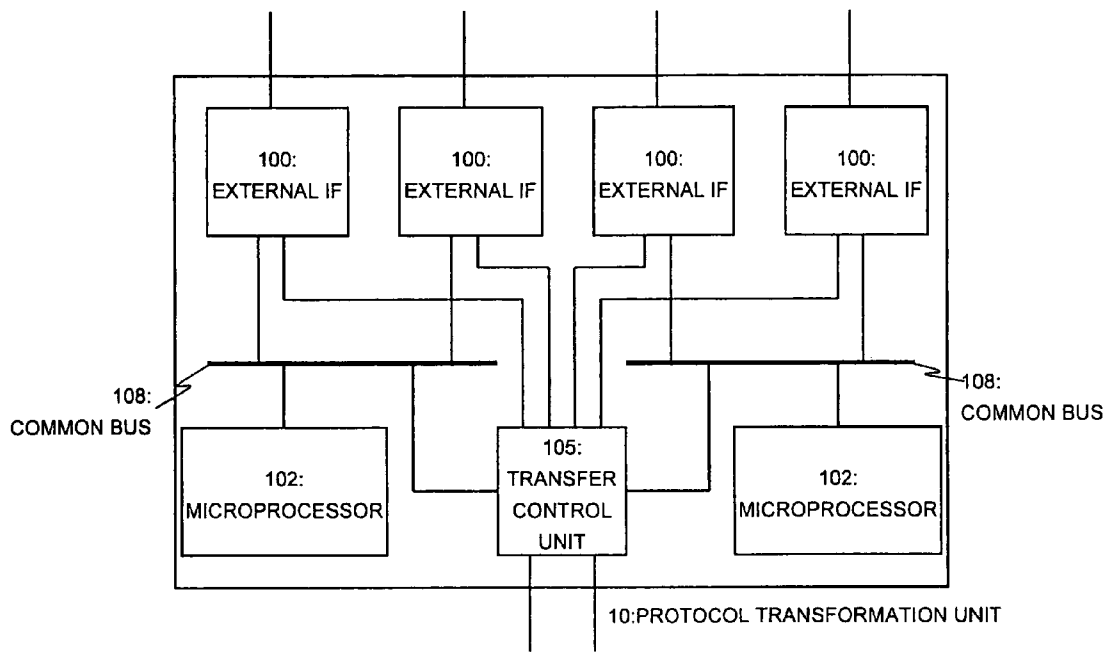 100:
EXTERNAL IF
100:
EXTERNAL IF
100:
EXTERNAL IF
100:
EXTERNAL IF
108:
COMMON BUS
108:
COMMON BUS
102:
MICROPROCESSOR
105:
TRANSFER
CONTROL
UNIT
102:
MICROPROCESSOR
10:PROTOCOL TRANSFORMATION UNIT